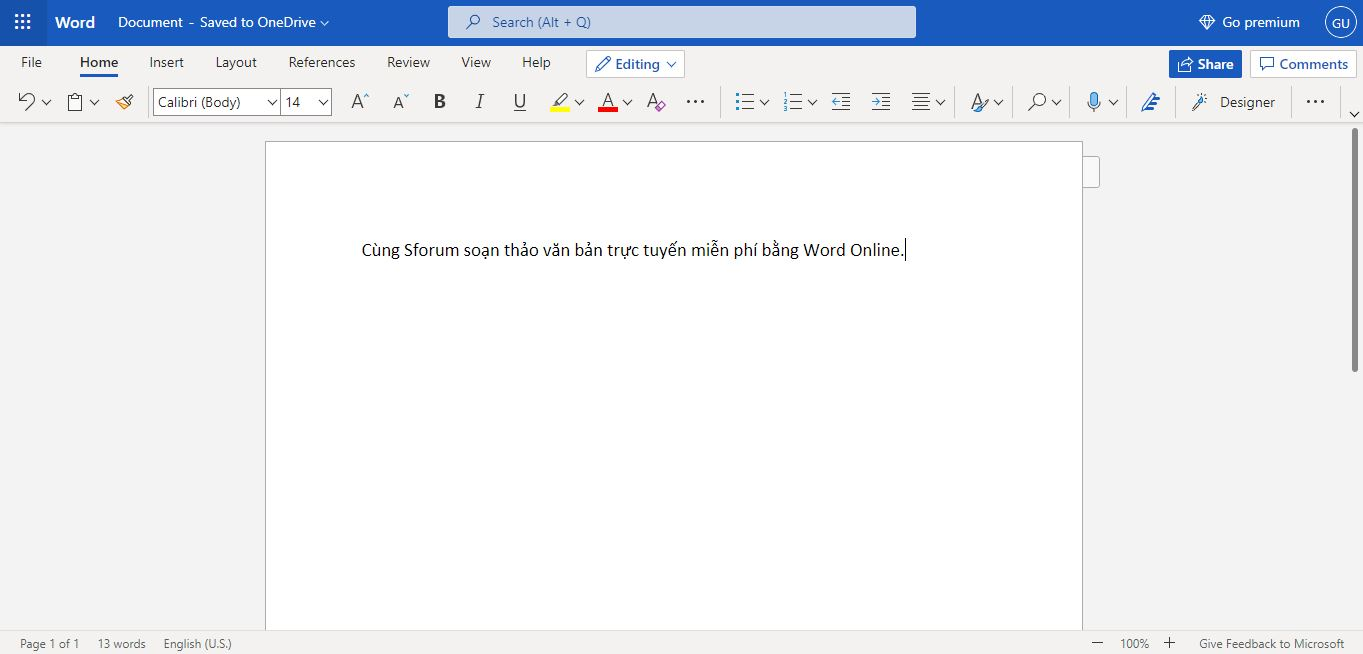 Word Document - Saved to OneDrive Search (Alt + Q) Go premium GU
File Home Insert Layout References Review View Help Editing Share Comments
Calibri (Body) 14 A A B I U A A Designer
Cùng Sforum soạn thảo văn bản trực tuyến miễn phí bằng Word Online.
Page 1 of 1 13 words English (U.S.) 100% Give Feedback to Microsoft